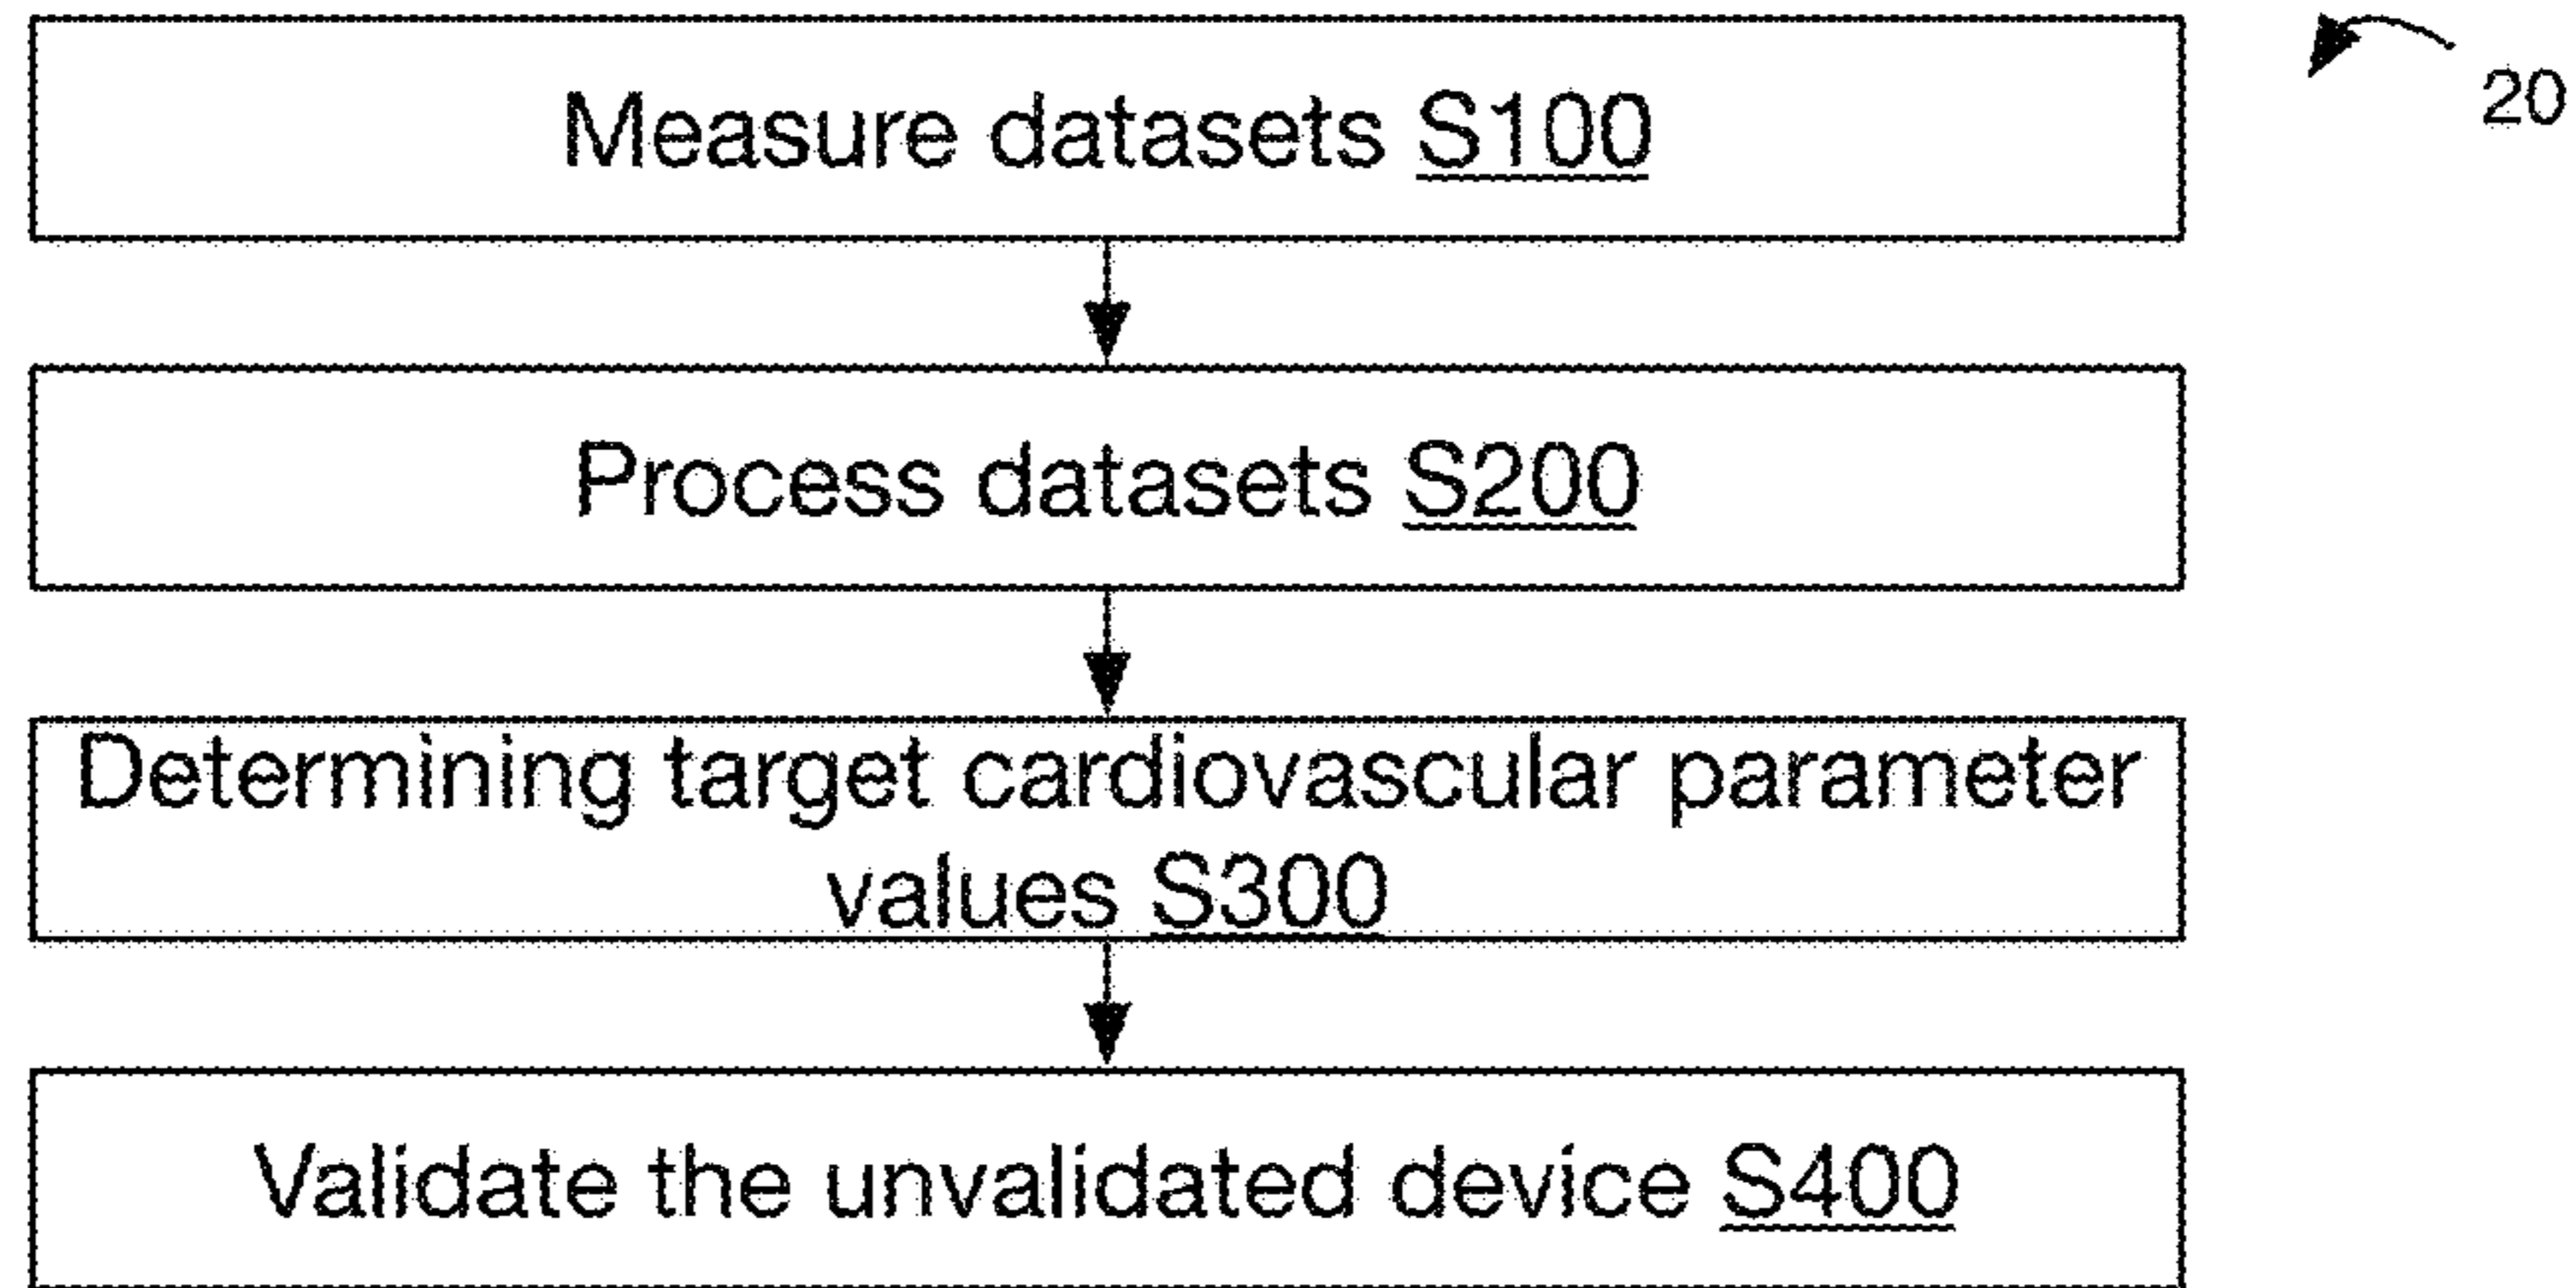 Measure datasets S100
20
Process datasets S200
Determining target cardiovascular parameter
values S300
Validate the unvalidated device S400